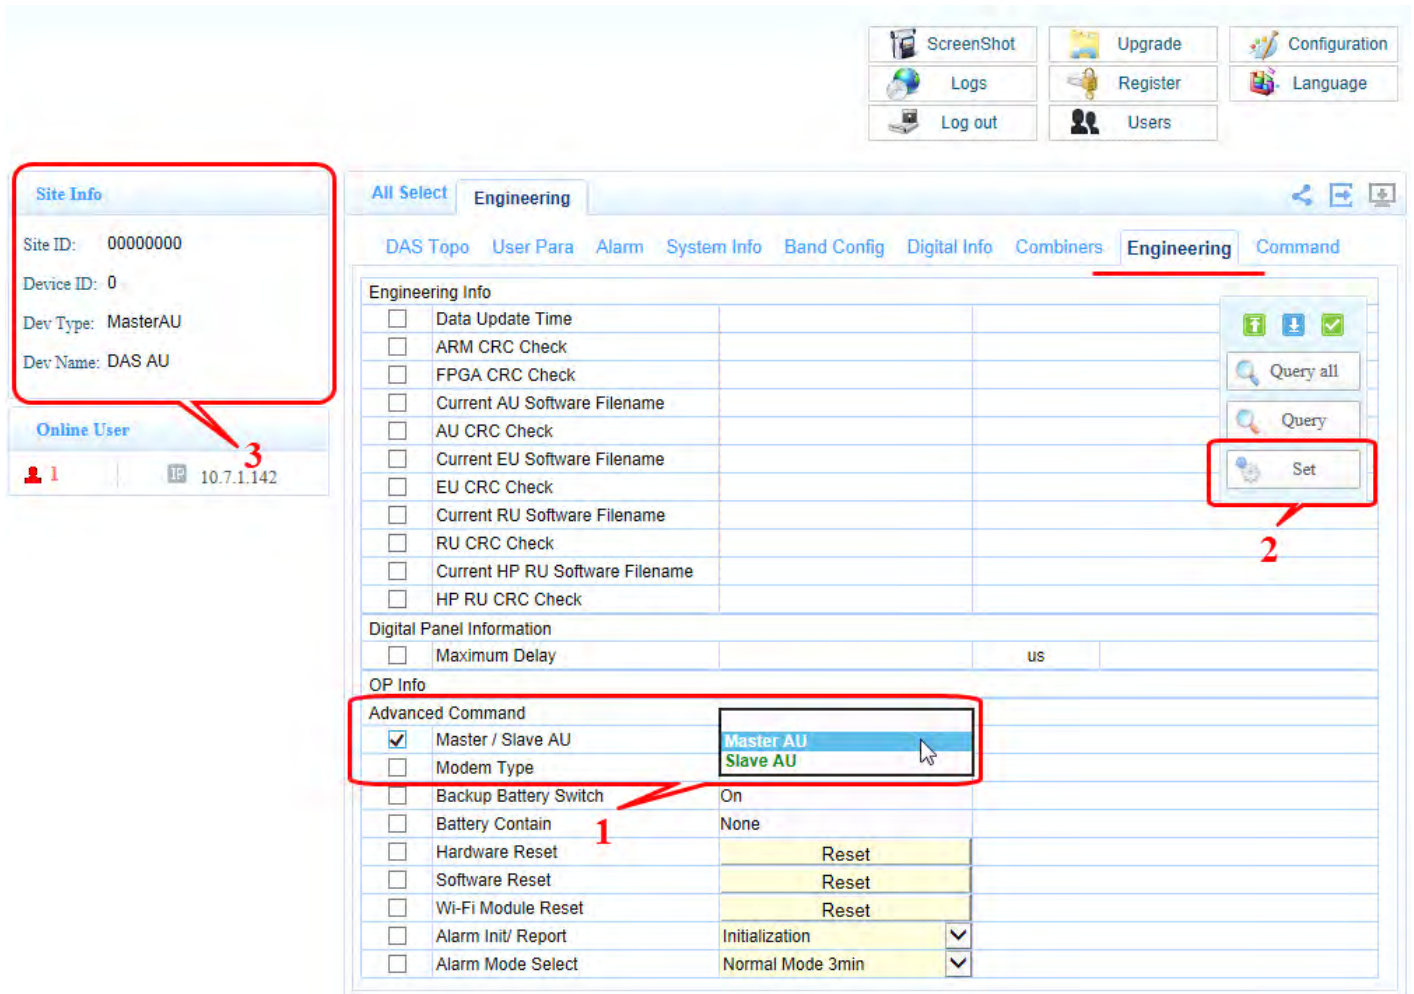 ScreenShot Upgrade Configuration
Logs Register Language
Log out Users
Site Info
Site ID: 00000000
Device ID: 0
Dev Type: MasterAU
Dev Name: DAS AU
3
Online User
1 IP 10.7.1.142
All Select Engineering
DAS Topo User Para Alarm System Info Band Config Digital Info Combiners Engineering Command
Engineering Info
Data Update Time
ARM CRC Check
FPGA CRC Check
Current AU Software Filename
AU CRC Check
Current EU Software Filename
EU CRC Check
Current RU Software Filename
RU CRC Check
Current HP RU Software Filename
HP RU CRC Check
Query all
Query
Set
2
Digital Panel Information
Maximum Delay us
OP Info
Advanced Command
Master / Slave AU Master AU
Slave AU
Modem Type
Backup Battery Switch On
1
Battery Contain None
Hardware Reset Reset
Software Reset Reset
Wi-Fi Module Reset Reset
Alarm Init/ Report Initialization
Alarm Mode Select Normal Mode 3min